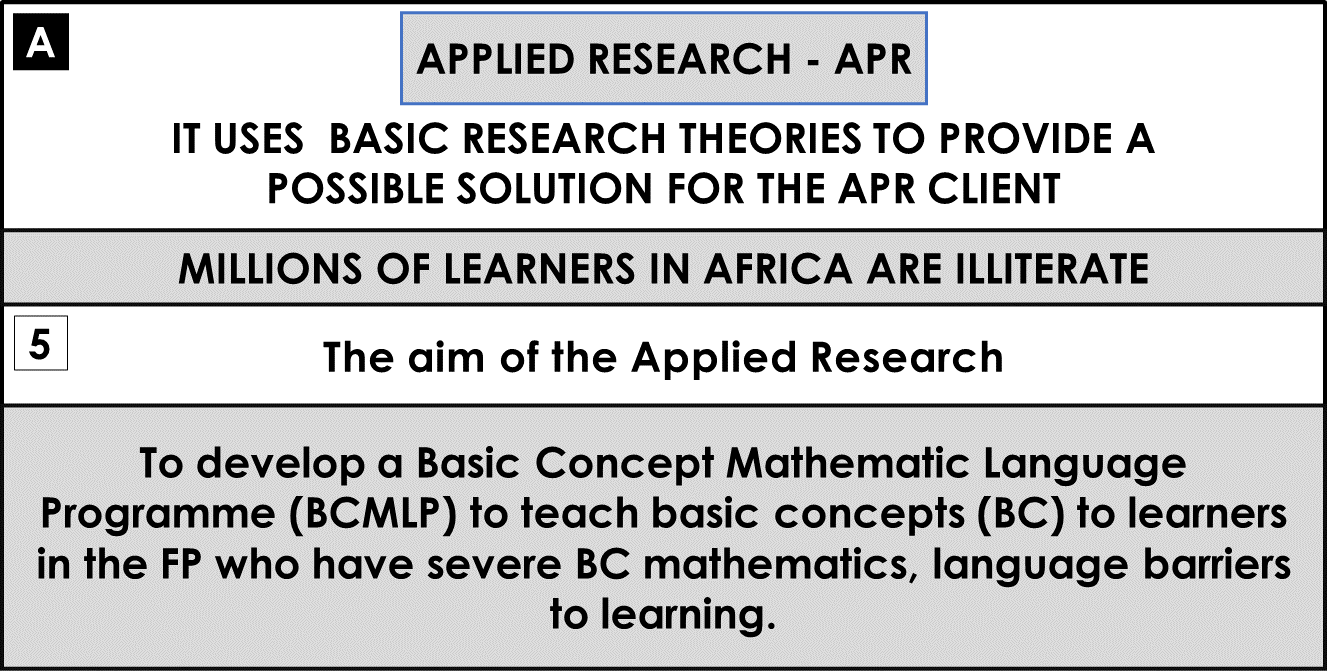 A
APPLIED RESEARCH - APR
IT USES  BASIC RESEARCH THEORIES TO PROVIDE A
POSSIBLE SOLUTION FOR THE APR CLIENT
MILLIONS OF LEARNERS IN AFRICA ARE ILLITERATE
5
The aim of the Applied Research
To develop a Basic Concept Mathematic Language
Programme (BCMLP) to teach basic concepts (BC) to learners
in the FP who have severe BC mathematics, language barriers
to learning.